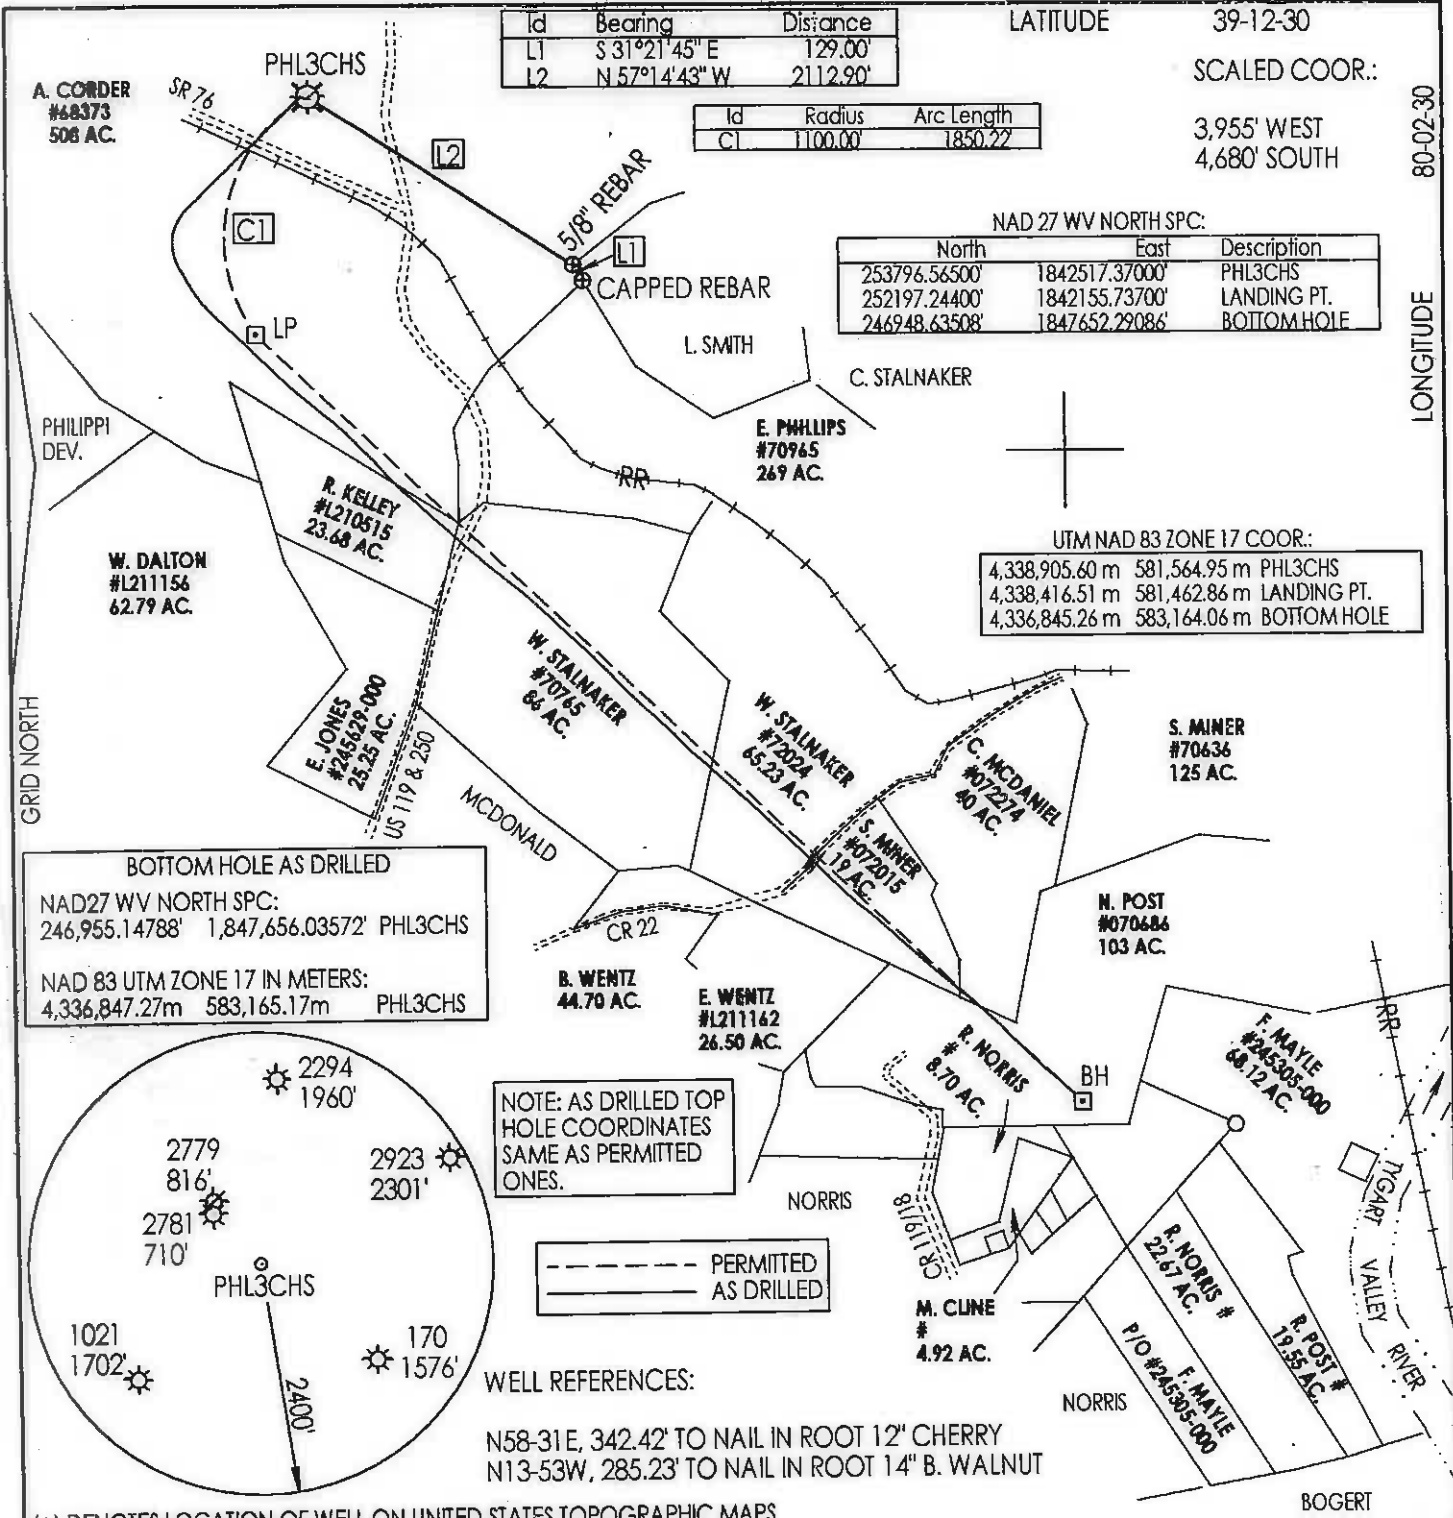 Id Bearing Distance
L1 S 31°21'45" E 129.00'
L2 N 57°14'43" W 2112.90'
LATITUDE 39-12-30
SCALED COOR.:
3,955' WEST
4,680' SOUTH
80-02-30
LONGITUDE
Id Radius Arc Length
C1 1100.00' 1850.22'
PHL3CHS
A. CORDER
#68373
506 AC.
SR 76
L2
C1
5/8" REBAR
L1
CAPPED REBAR
LP
NAD 27 WV NORTH SPC:
North East Description
253796.56500' 1842517.37000' PHL3CHS
252197.24400' 1842155.73700' LANDING PT.
246948.63508' 1847652.29086' BOTTOM HOLE
L. SMITH
C. STALNAKER
PHILIPPI
DEV.
E. PHILLIPS
#70965
269 AC.
RR
R. KELLEY
#L210515
23.68 AC.
W. DALTON
#L211156
62.79 AC.
UTM NAD 83 ZONE 17 COOR.:
4,338,905.60 m 581,564.95 m PHL3CHS
4,338,416.51 m 581,462.86 m LANDING PT.
4,336,845.26 m 583,164.06 m BOTTOM HOLE
GRID NORTH
E. JONES
#245629-000
25.25 AC.
US 119 & 250
W. STALNAKER
#70765
86 AC.
W. STALNAKER
#72024
65.23 AC.
C. MCDANIEL
#072274
40 AC.
S. MINER
#70636
125 AC.
MCDONALD
S. MINER
#072015
19 AC.
BOTTOM HOLE AS DRILLED
NAD27 WV NORTH SPC:
246,955.14788' 1,847,656.03572' PHL3CHS
NAD 83 UTM ZONE 17 IN METERS:
4,336,847.27m 583,165.17m PHL3CHS
CR 22
B. WENTZ
44.70 AC.
E. WENTZ
#L211162
26.50 AC.
N. POST
#070686
103 AC.
R. NORRIS
#
8.70 AC.
BH
F. MAYLE
#245305-000
68.12 AC.
RR
2294
1960'
2779
816'
2923
2301'
2781
710'
PHL3CHS
1021
1702'
170
1576'
2400'
NOTE: AS DRILLED TOP
HOLE COORDINATES
SAME AS PERMITTED
ONES.
PERMITTED
AS DRILLED
NORRIS
CR 119/18
M. CLINE
#
4.92 AC.
TYGART VALLEY RIVER
R. NORRIS #
22.67 AC.
R. POST #
19.55 AC.
F. MAYLE
P/O #245305-000
NORRIS
BOGERT
WELL REFERENCES:
N58-31E, 342.42' TO NAIL IN ROOT 12" CHERRY
N13-53W, 285.23' TO NAIL IN ROOT 14" B. WALNUT
DENOTES LOCATION OF WELL ON UNITED STATES TOPOGRAPHIC MAPS